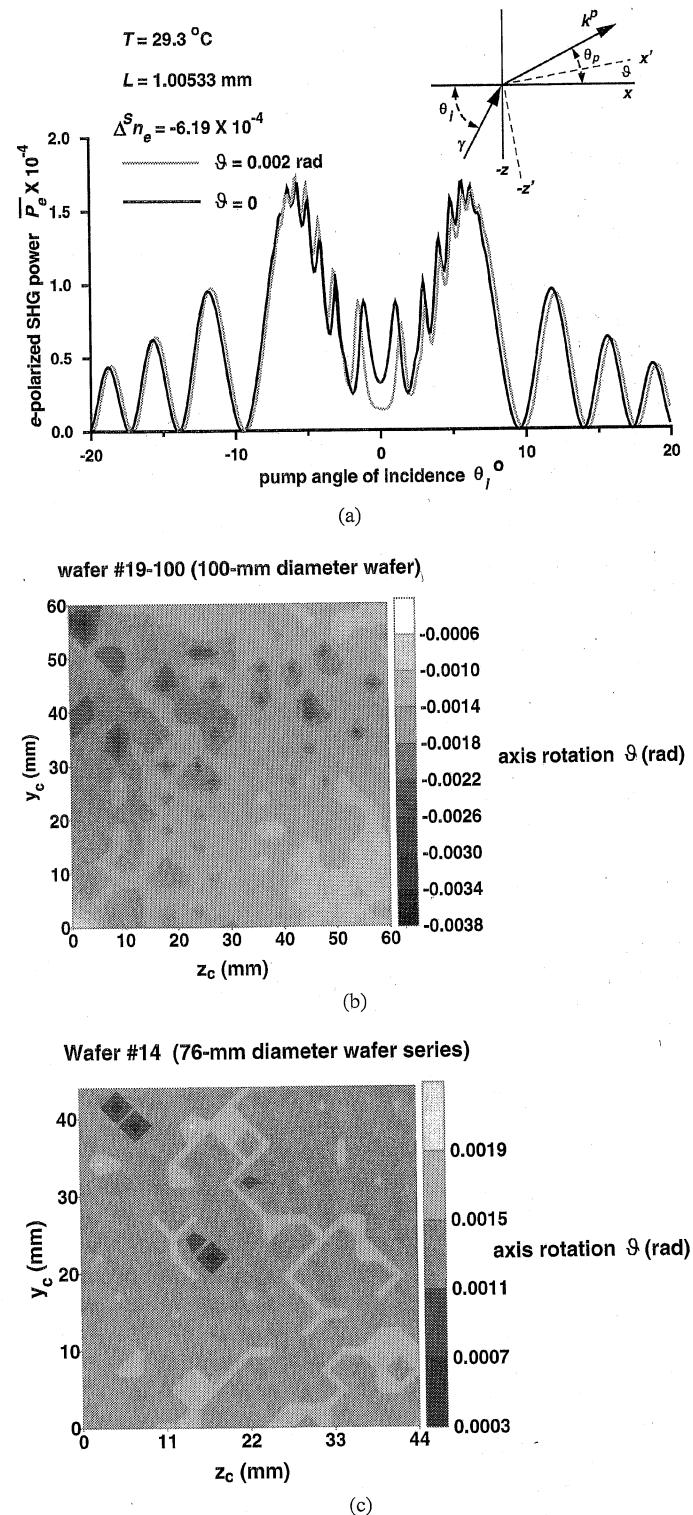 T = 29.3 °C
L = 1.00533 mm
Δˢnₑ = -6.19 X 10⁻⁴
ϑ = 0.002 rad
ϑ = 0
kᵖ
θₚ
x'
ϑ
x
θ_I
γ
-z
-z'
e-polarized SHG power P̅ₑ X 10⁻⁴
2.0
1.5
1.0
0.5
0.0
-20
-10
0
10
20
pump angle of incidence θ_I°
(a)
wafer #19-100 (100-mm diameter wafer)
y_c (mm)
60
50
40
30
20
10
0
0
10
20
30
40
50
60
z_c (mm)
-0.0006
-0.0010
-0.0014
-0.0018
-0.0022
-0.0026
-0.0030
-0.0034
-0.0038
axis rotation ϑ (rad)
(b)
Wafer #14 (76-mm diameter wafer series)
y_c (mm)
40
30
20
10
0
0
11
22
33
44
z_c (mm)
0.0019
0.0015
0.0011
0.0007
0.0003
axis rotation ϑ (rad)
(c)